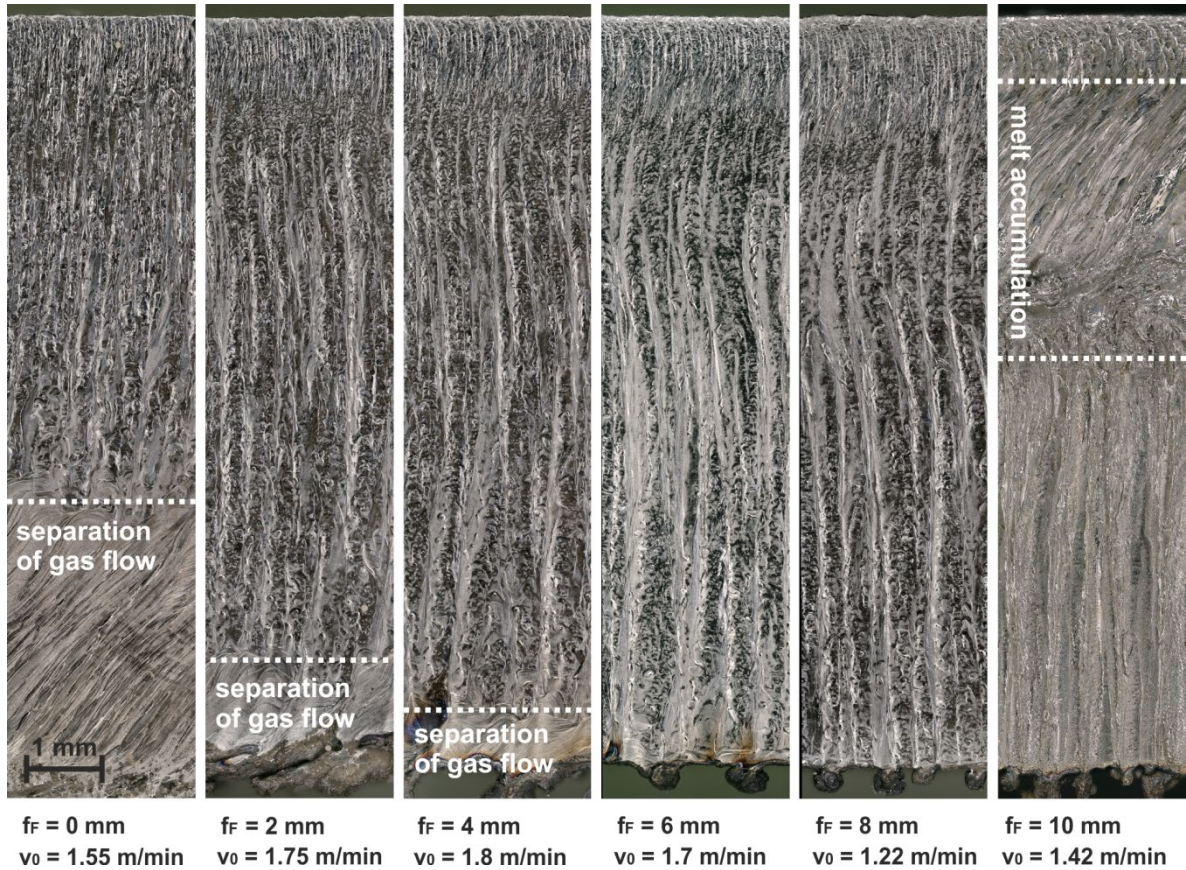 separation
of gas flow
1 mm
separation
of gas flow
separation
of gas flow
melt accumulation
fF = 0 mm
v0 = 1.55 m/min
fF = 2 mm
v0 = 1.75 m/min
fF = 4 mm
v0 = 1.8 m/min
fF = 6 mm
v0 = 1.7 m/min
fF = 8 mm
v0 = 1.22 m/min
fF = 10 mm
v0 = 1.42 m/min